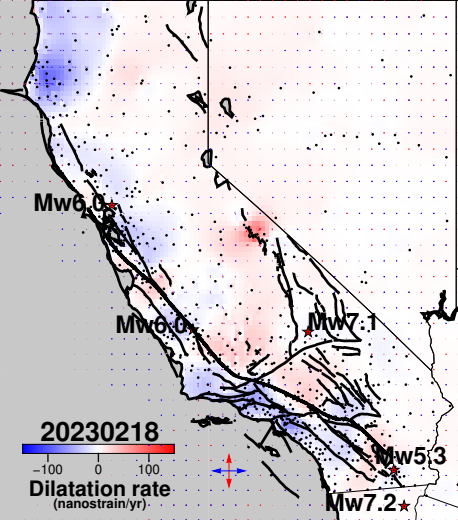 Mw6.0
Mw6.0
Mw7.1
20230218
−100 0 100
Dilatation rate
(nanostrain/yr)
Mw5.3
Mw7.2